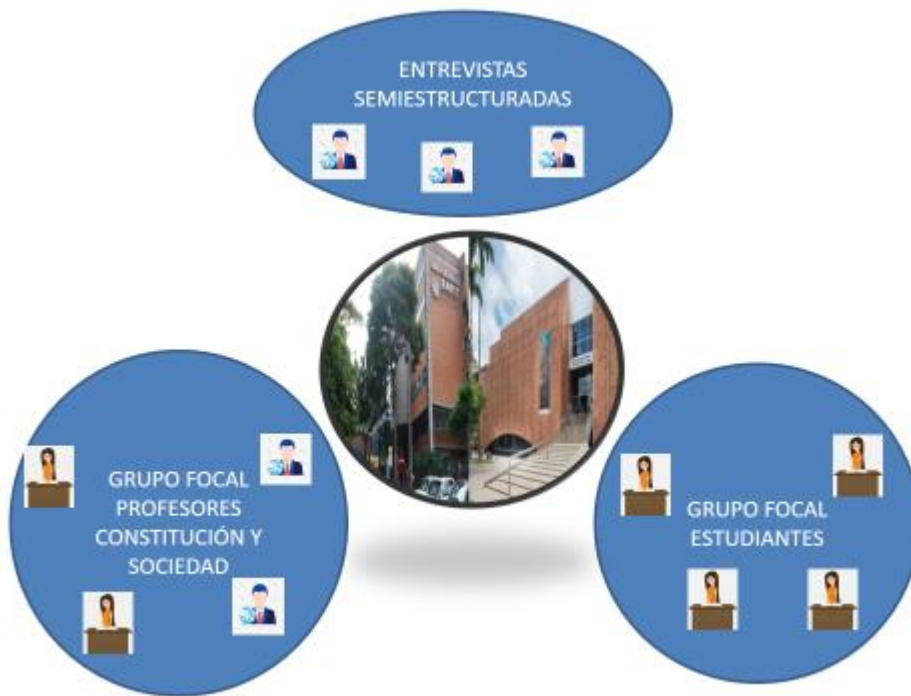 ENTREVISTAS
SEMIESTRUCTURADAS
GRUPO FOCAL
PROFESORES
CONSTITUCIÓN Y
SOCIEDAD
GRUPO FOCAL
ESTUDIANTES